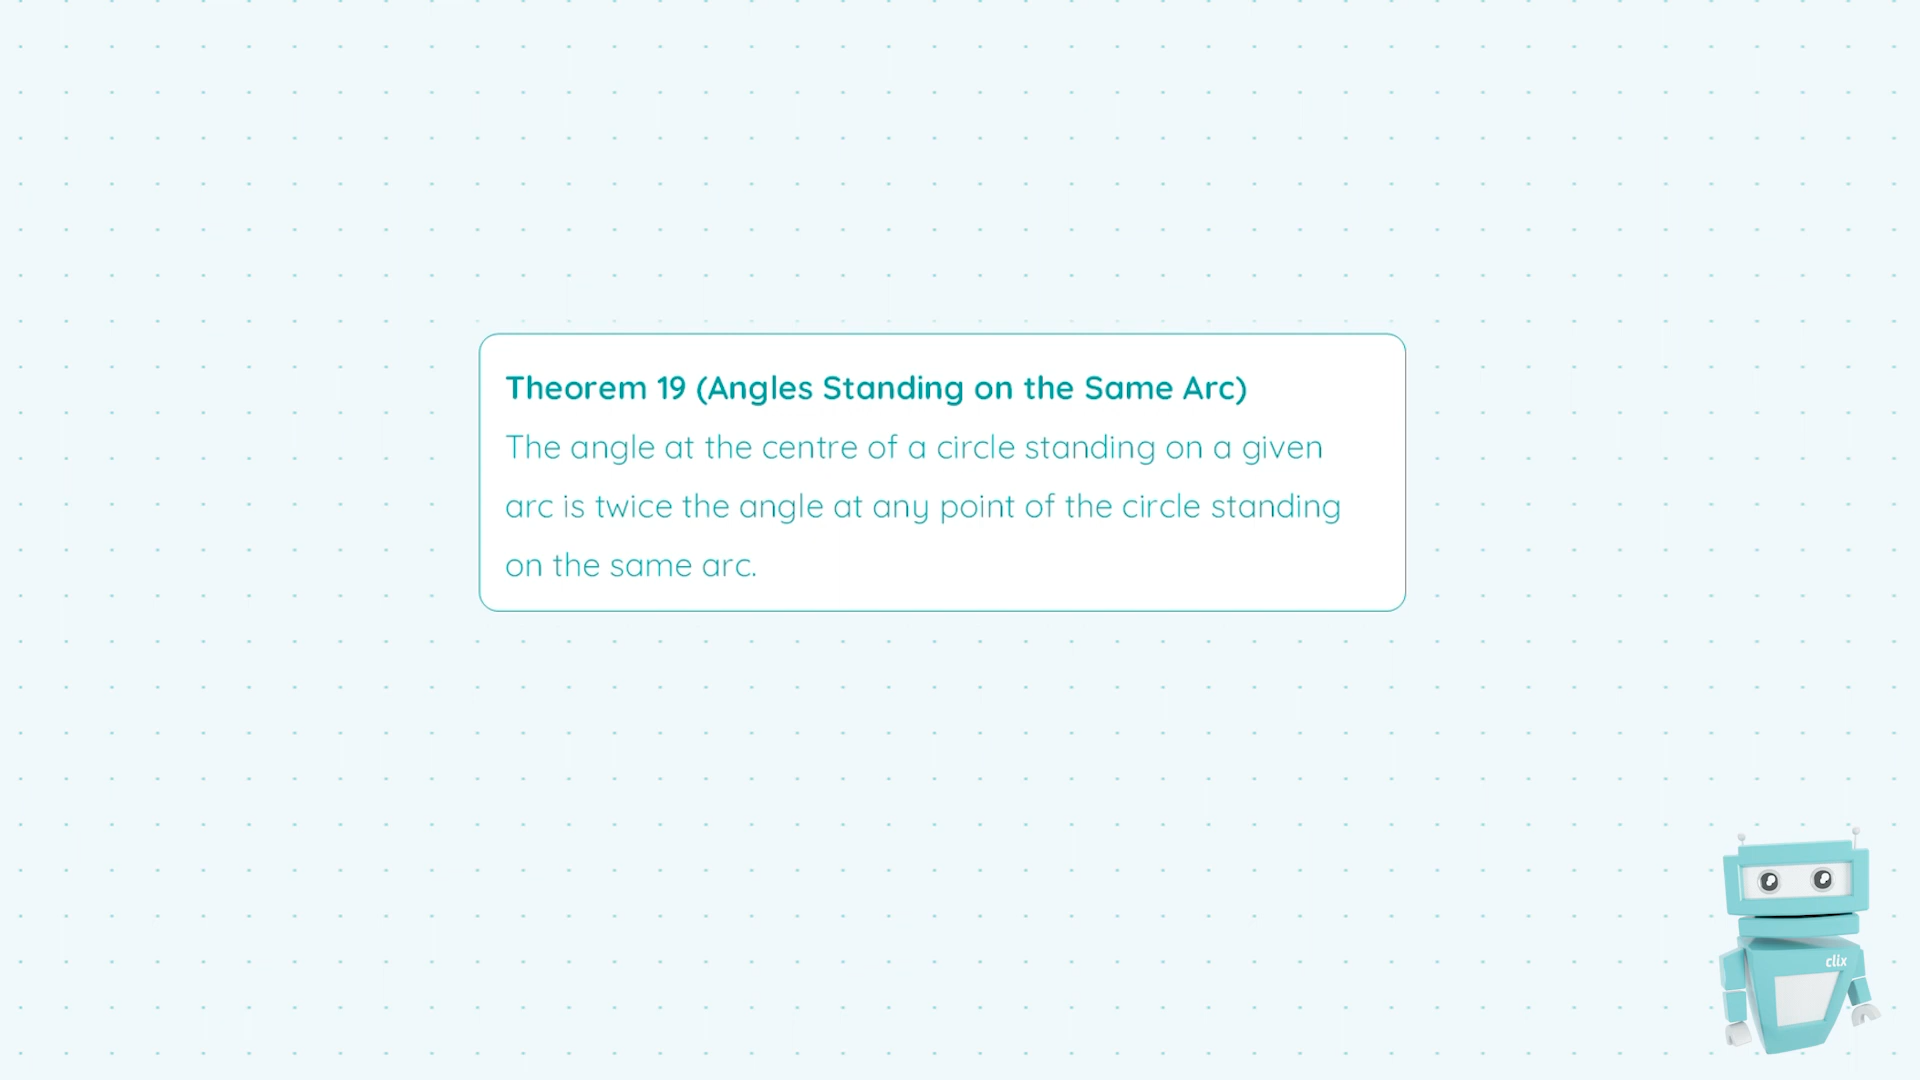 Theorem 19 (Angles Standing on the Same Arc)
The angle at the centre of a circle standing on a given
arc is twice the angle at any point of the circle standing
on the same arc.
clix